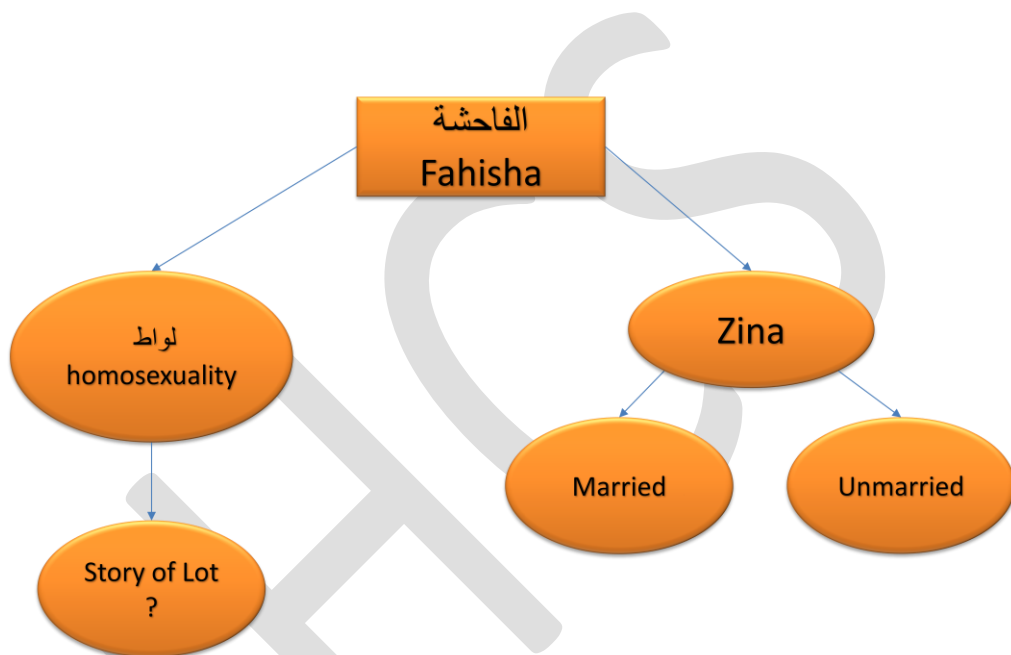 الفاحشة
Fahisha
لواط
homosexuality
Zina
Married
Unmarried
Story of Lot
?